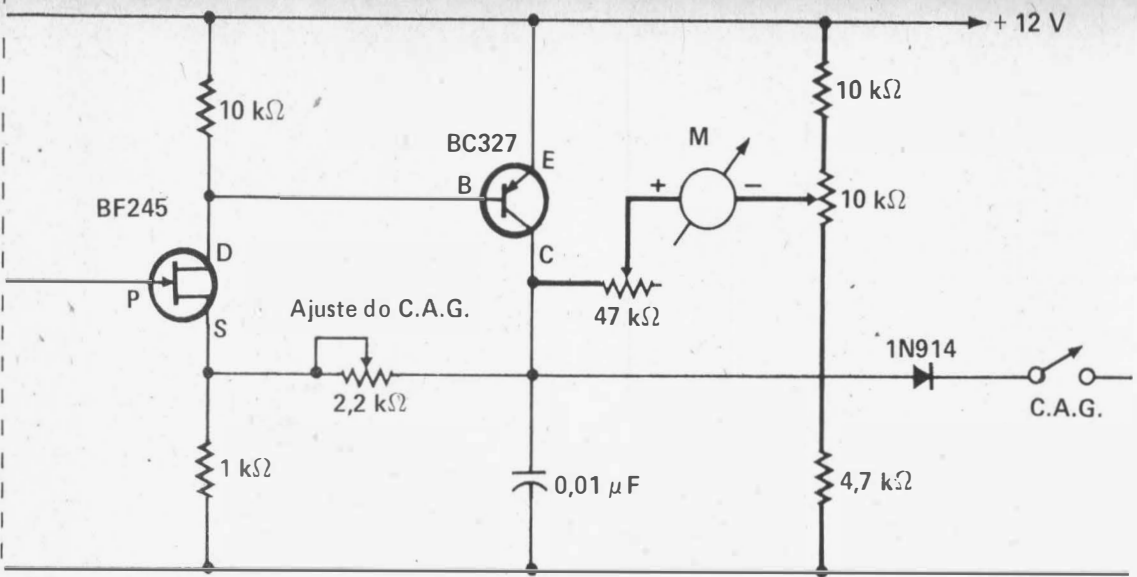 + 12 V
10 kΩ
10 kΩ
BC327
M
E
B
+
−
10 kΩ
BF245
D
C
P
Ajuste do C.A.G.
47 kΩ
S
1N914
2,2 kΩ
C.A.G.
1 kΩ
0,01 μF
4,7 kΩ